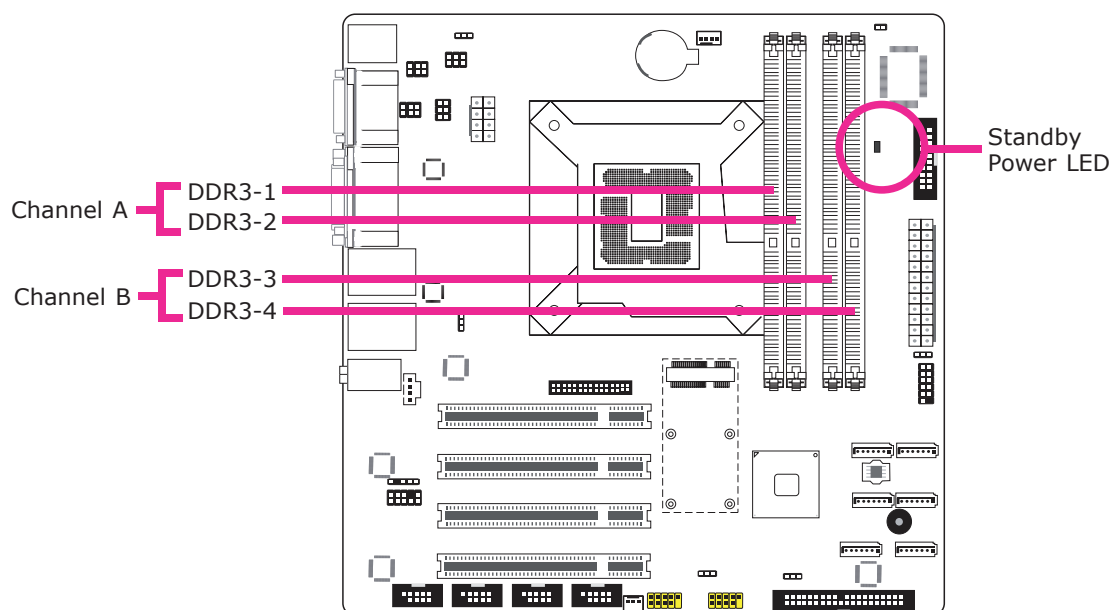 Standby
Power LED
Channel A
DDR3-1
DDR3-2
Channel B
DDR3-3
DDR3-4